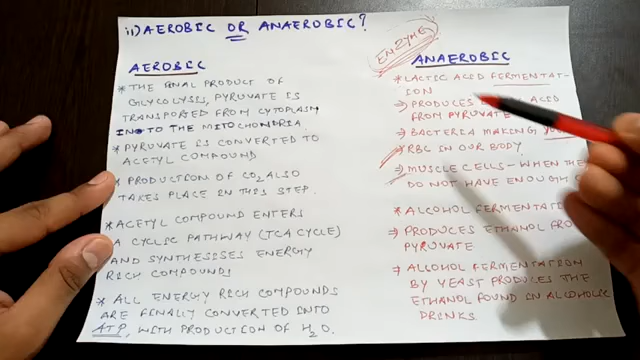 ii) AEROBIC OR ANAEROBIC?
AEROBIC
* THE FINAL PRODUCT OF
GLYCOLYSIS, PYRUVATE IS
TRANSPORTED FROM CYTOPLASM
INTO THE MITOCHONDRIA.
* PYRUVATE IS CONVERTED TO
ACETYL COMPOUND
* PRODUCTION OF CO2 ALSO
TAKES PLACE IN THIS STEP.
* ACETYL COMPOUND ENTERS
A CYCLIC PATHWAY (TCA CYCLE)
AND SYNTHESISES ENERGY
RICH COMPOUNDS
* ALL ENERGY RICH COMPOUNDS
ARE FINALLY CONVERTED INTO
ATP, WITH PRODUCTION OF H2O.
ENZYME
ANAEROBIC
* LACTIC ACID FERMENTAT-
ION
→ PRODUCES ACID
FROM PYRUVATE
→ BACTERIA MAKING
→ RBC IN OUR BODY
→ MUSCLE CELLS - WHEN THEY
DO NOT HAVE ENOUGH
* ALCOHOL
→ PRODUCES ETHANOL FROM
PYRUVATE
→ ALCOHOL FERMENTATION
BY YEAST PRODUCES THE
ETHANOL FOUND IN ALCOHOLIC
DRINKS